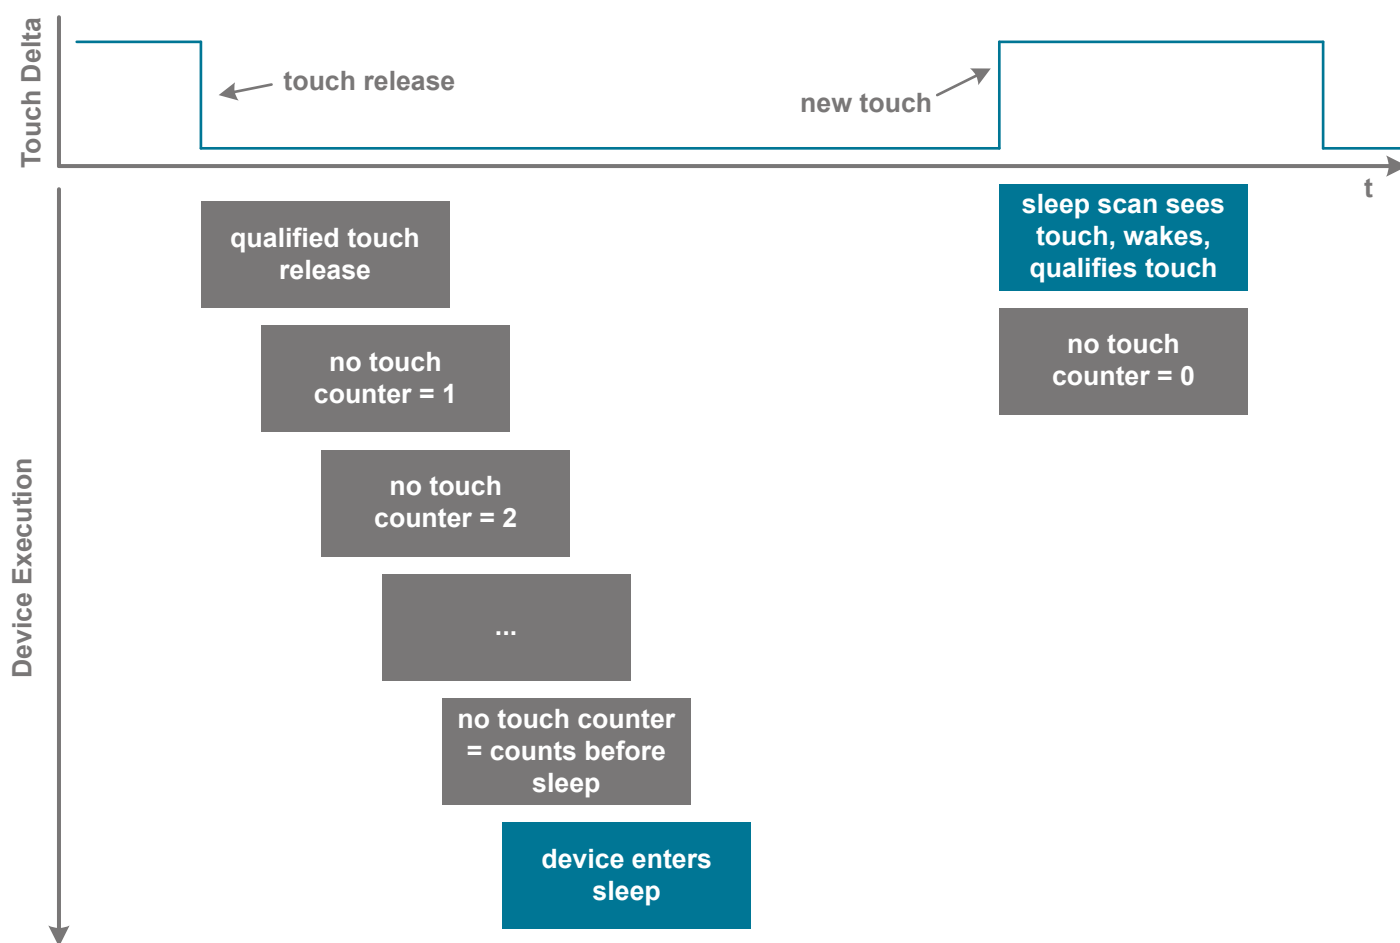 Touch Delta
touch release
new touch
t
Device Execution
qualified touch
release
no touch
counter = 1
no touch
counter = 2
...
no touch counter
= counts before
sleep
device enters
sleep
sleep scan sees
touch, wakes,
qualifies touch
no touch
counter = 0